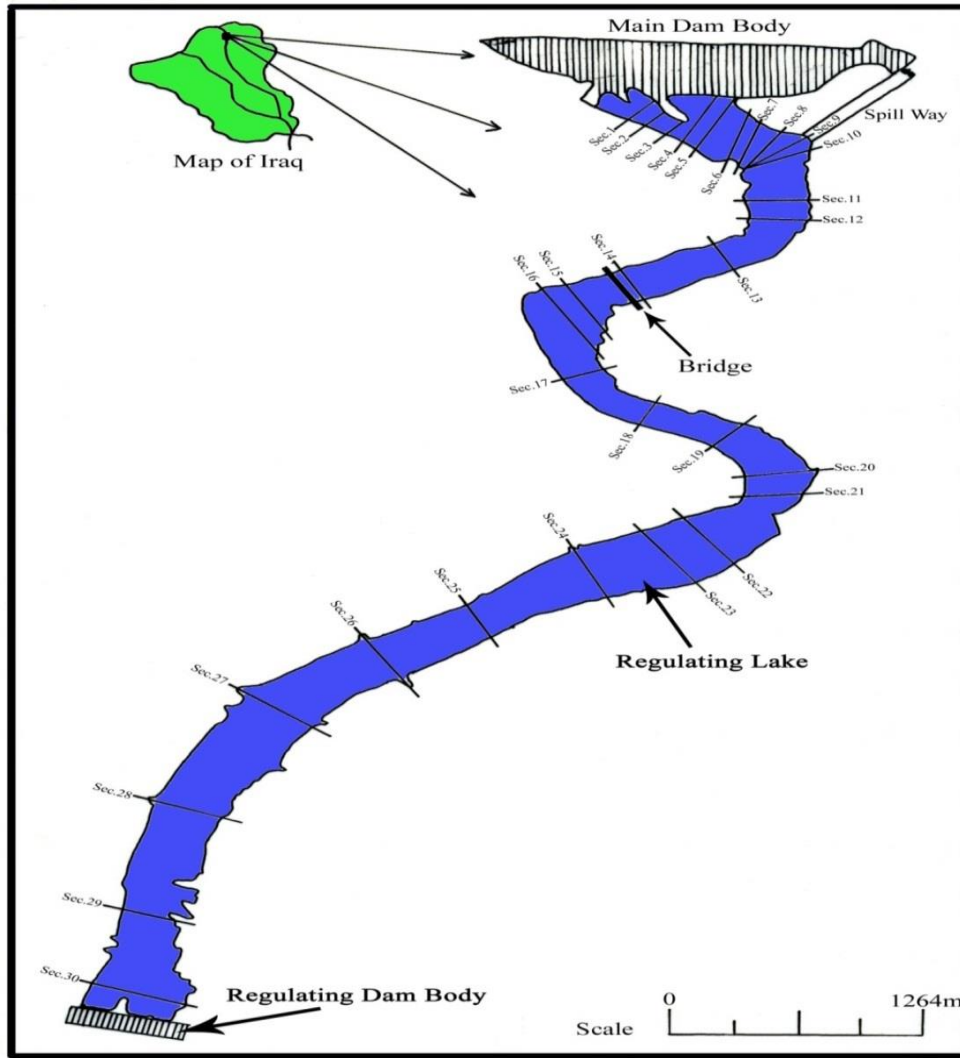 Main Dam Body
Map of Iraq
Spill Way
Sec.1
Sec.2
Sec.3
Sec.4
Sec.5
Sec.6
Sec.7
Sec.8
Sec.9
Sec.10
Sec.11
Sec.12
Sec.13
Sec.14
Sec.15
Sec.16
Bridge
Sec.17
Sec.18
Sec.19
Sec.20
Sec.21
Sec.22
Sec.23
Sec.24
Regulating Lake
Sec.25
Sec.26
Sec.27
Sec.28
Sec.29
Sec.30
Regulating Dam Body
0 1264m
Scale